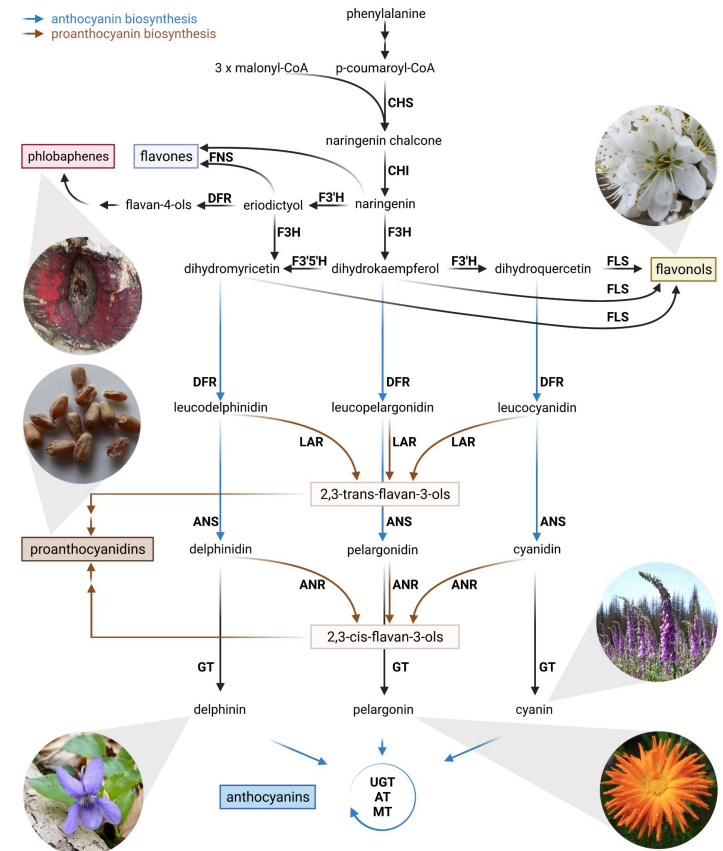 phenylalanine
anthocyanin biosynthesis
proanthocyanin biosynthesis
3 x malonyl-CoA
p-coumaroyl-CoA
CHS
naringenin chalcone
phlobaphenes
flavones
FNS
CHI
flavan-4-ols
DFR
eriodictyol
F3'H
naringenin
F3H
F3H
dihydromyricetin
F3'5'H
dihydrokaempferol
F3'H
dihydroquercetin
FLS
flavonols
FLS
FLS
DFR
DFR
DFR
leucodelphinidin
leucopelargonidin
leucocyanidin
LAR
LAR
LAR
2,3-trans-flavan-3-ols
ANS
ANS
ANS
proanthocyanidins
delphinidin
pelargonidin
cyanidin
ANR
ANR
ANR
2,3-cis-flavan-3-ols
GT
GT
GT
delphinin
pelargonin
cyanin
anthocyanins
UGT
AT
MT